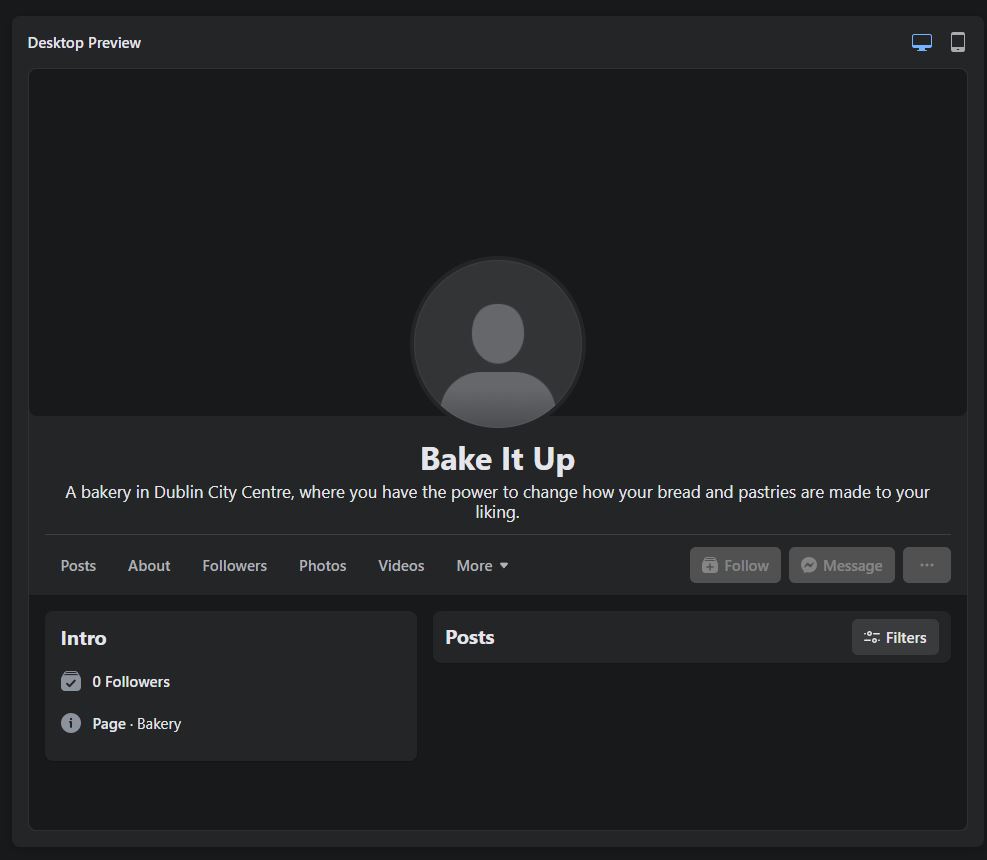 Desktop Preview
Bake It Up
A bakery in Dublin City Centre, where you have the power to change how your bread and pastries are made to your
liking.
Posts About Followers Photos Videos More Follow Message ...
Intro
Posts Filters
0 Followers
Page · Bakery